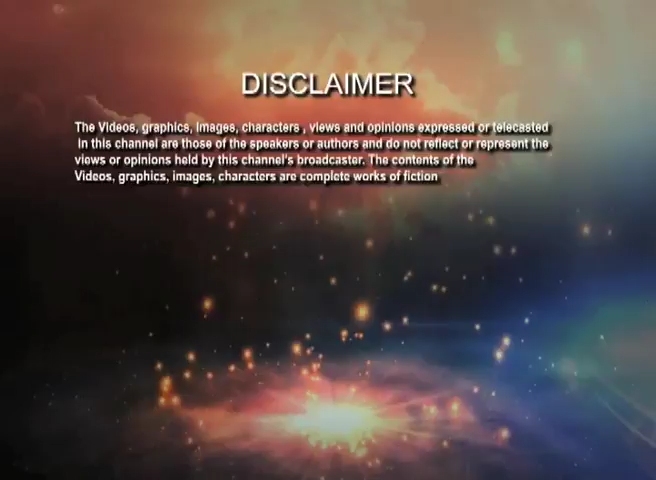 DISCLAIMER
The Videos, graphics, images, characters , views and opinions expressed or telecasted
in this channel are those of the speakers or authors and do not reflect or represent the
views or opinions held by this channel's broadcaster. The contents of the
Videos, graphics, images, characters are complete works of fiction